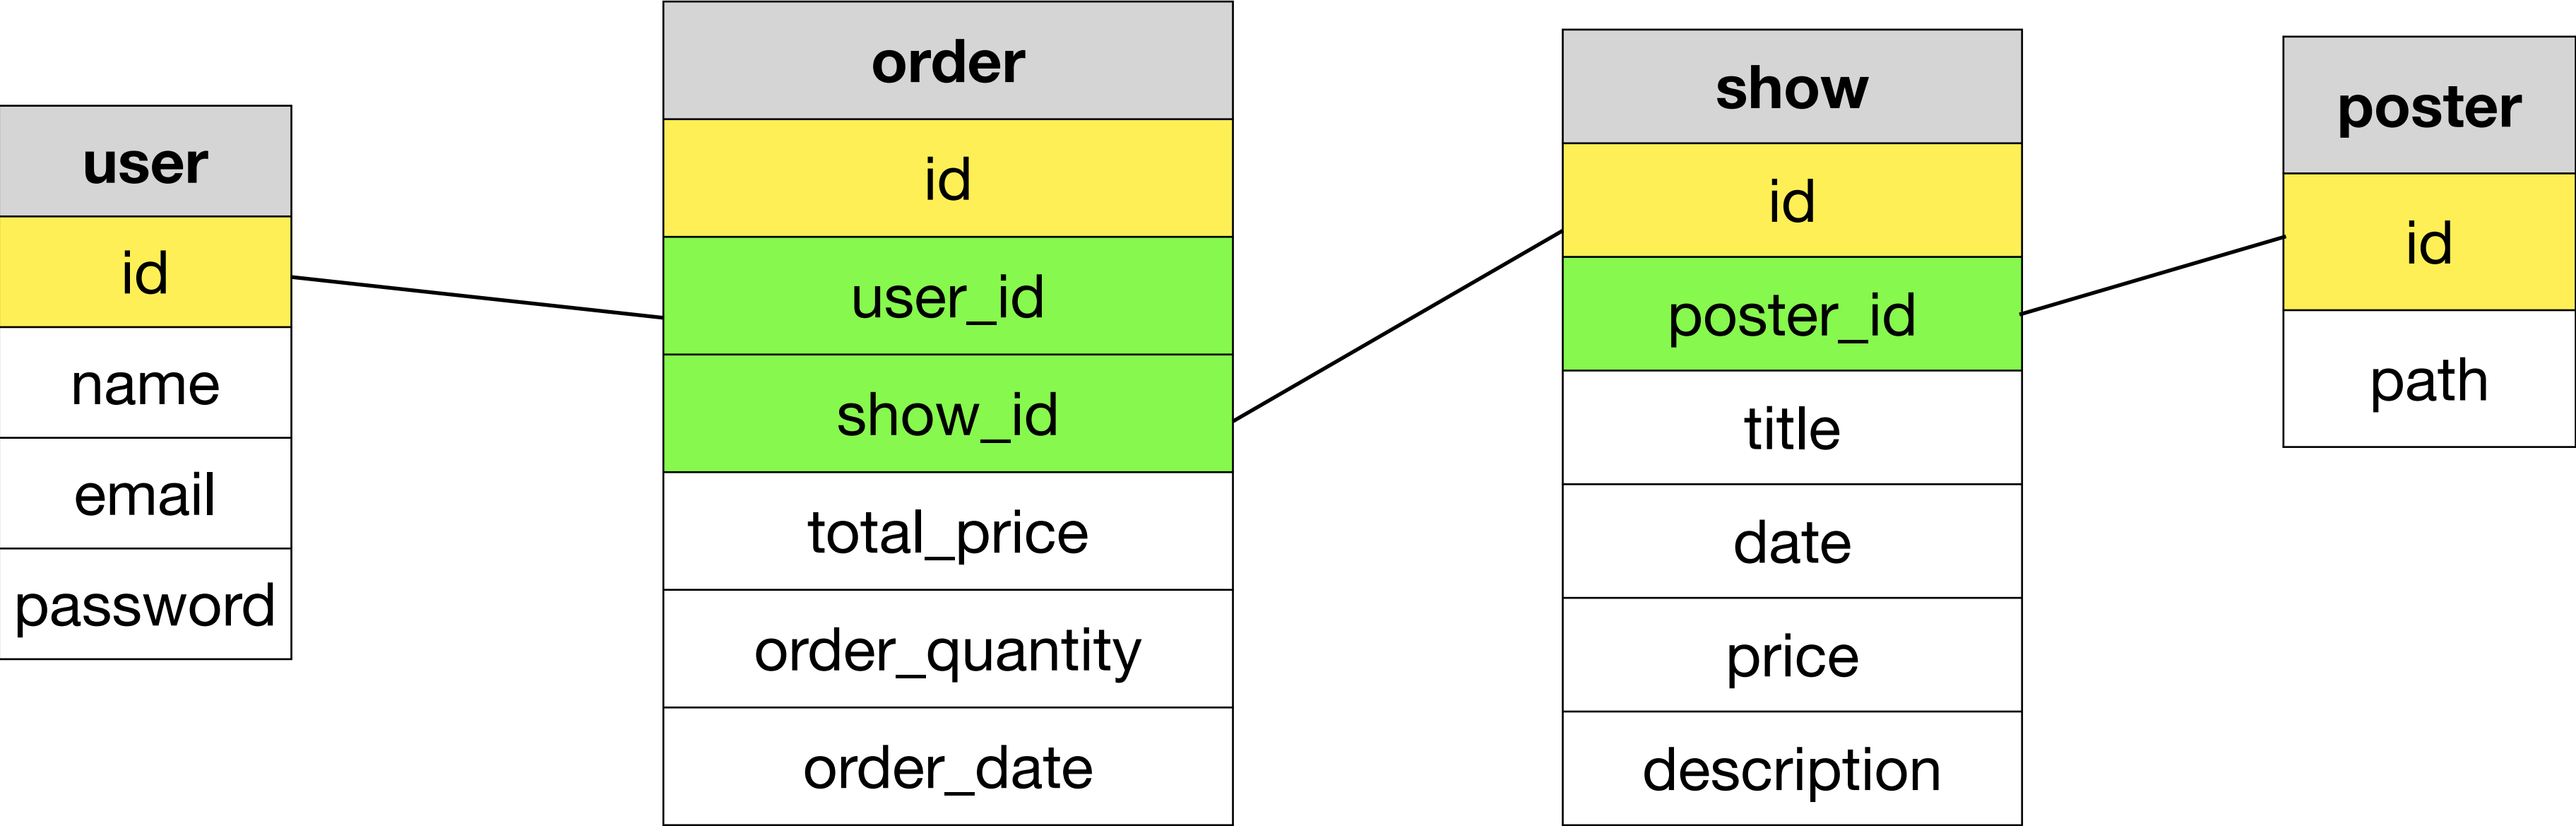 user
id
name
email
password
order
id
user_id
show_id
total_price
order_quantity
order_date
show
id
poster_id
title
date
price
description
poster
id
path